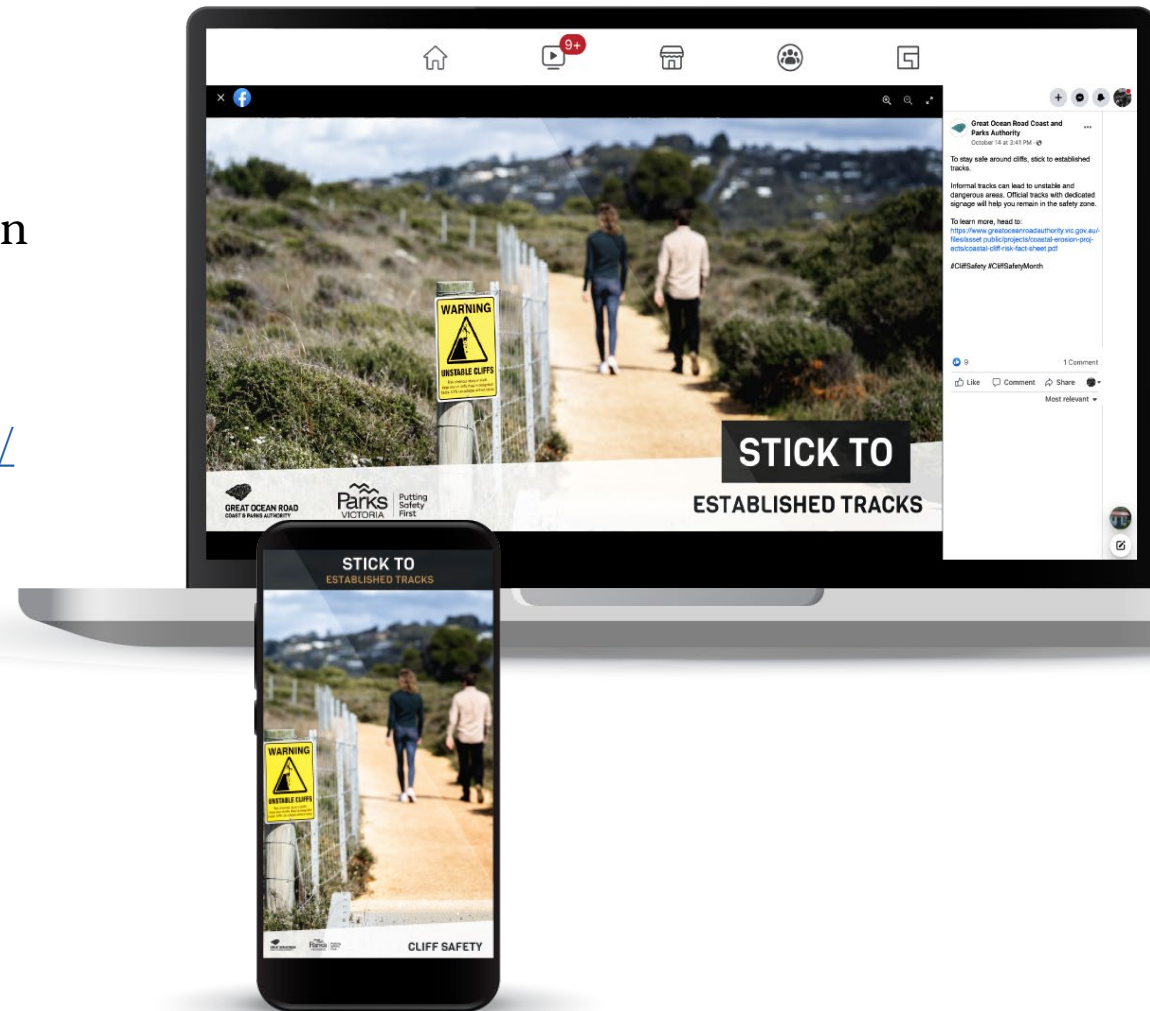 n
/
9+
Great Ocean Road Coast and
Parks Authority
October 14 at 3:41 PM ·
To stay safe around cliffs, stick to established
tracks.
Informal tracks can lead to unstable and
dangerous areas. Official tracks with dedicated
signage will help you remain in the safety zone.
To learn more, head to:
https://www.greatoceanroadauthority.vic.gov.au/-
files/asset public/projects/coastal-erosion-proj-
ects/coastal-cliff-risk-fact-sheet.pdf
#CliffSafety #CliffSafetyMonth
9
1 Comment
Like Comment Share
Most relevant
WARNING
UNSTABLE CLIFFS
STICK TO
ESTABLISHED TRACKS
GREAT OCEAN ROAD
COAST & PARKS AUTHORITY
Parks
VICTORIA
Putting
Safety
First
STICK TO
ESTABLISHED TRACKS
WARNING
UNSTABLE CLIFFS
Parks
CLIFF SAFETY